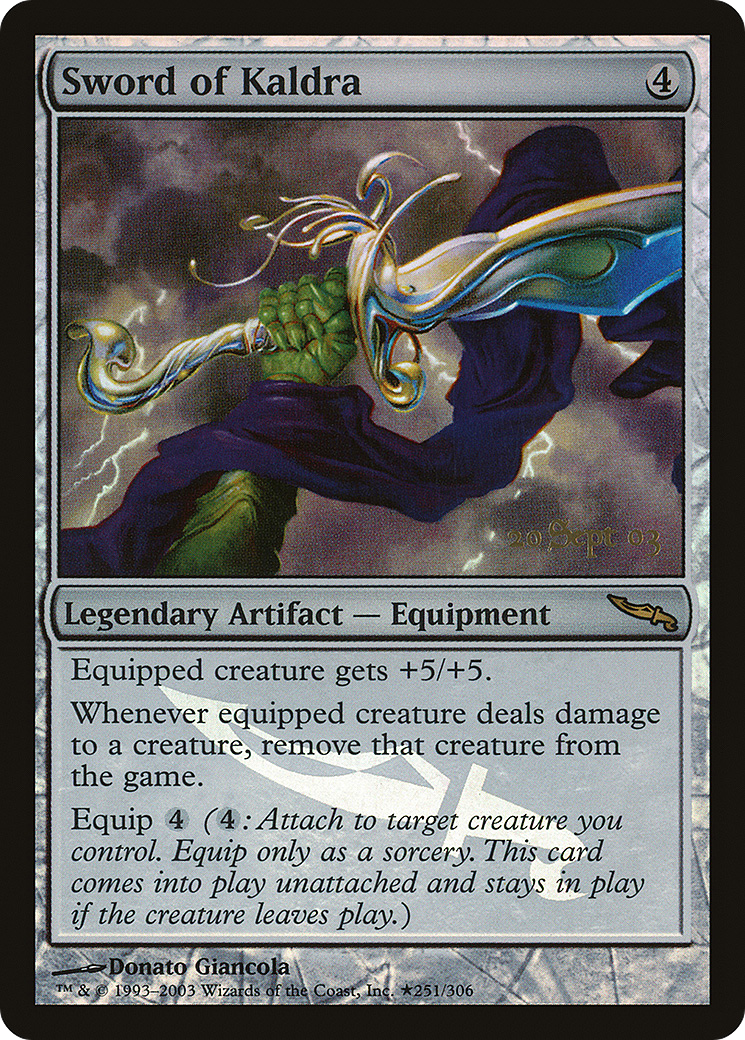 Sword of Kaldra 4
20 Sept 03
Legendary Artifact — Equipment
Equipped creature gets +5/+5.
Whenever equipped creature deals damage
to a creature, remove that creature from
the game.
Equip 4 (4: Attach to target creature you
control. Equip only as a sorcery. This card
comes into play unattached and stays in play
if the creature leaves play.)
Donato Giancola
™ & © 1993–2003 Wizards of the Coast, Inc. ★251/306